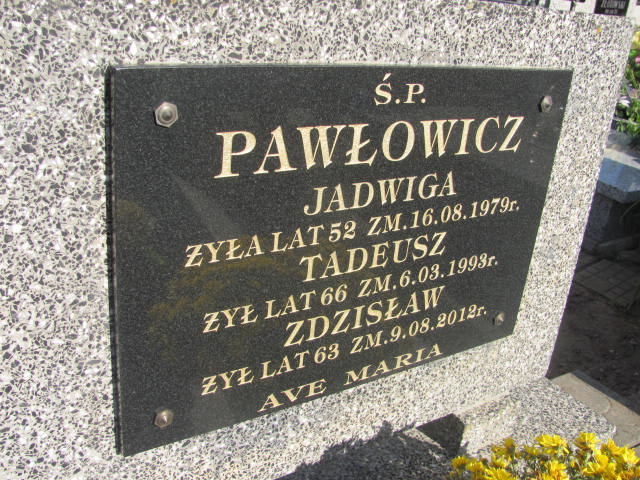 Ś.P.
PAWŁOWICZ
JADWIGA
ŻYŁA LAT 52 ZM. 16.08.1979r.
TADEUSZ
ŻYŁ LAT 66 ZM. 6.03.1993r.
ZDZISŁAW
ŻYŁ LAT 63 ZM. 9.08.2012r.
AVE MARIA